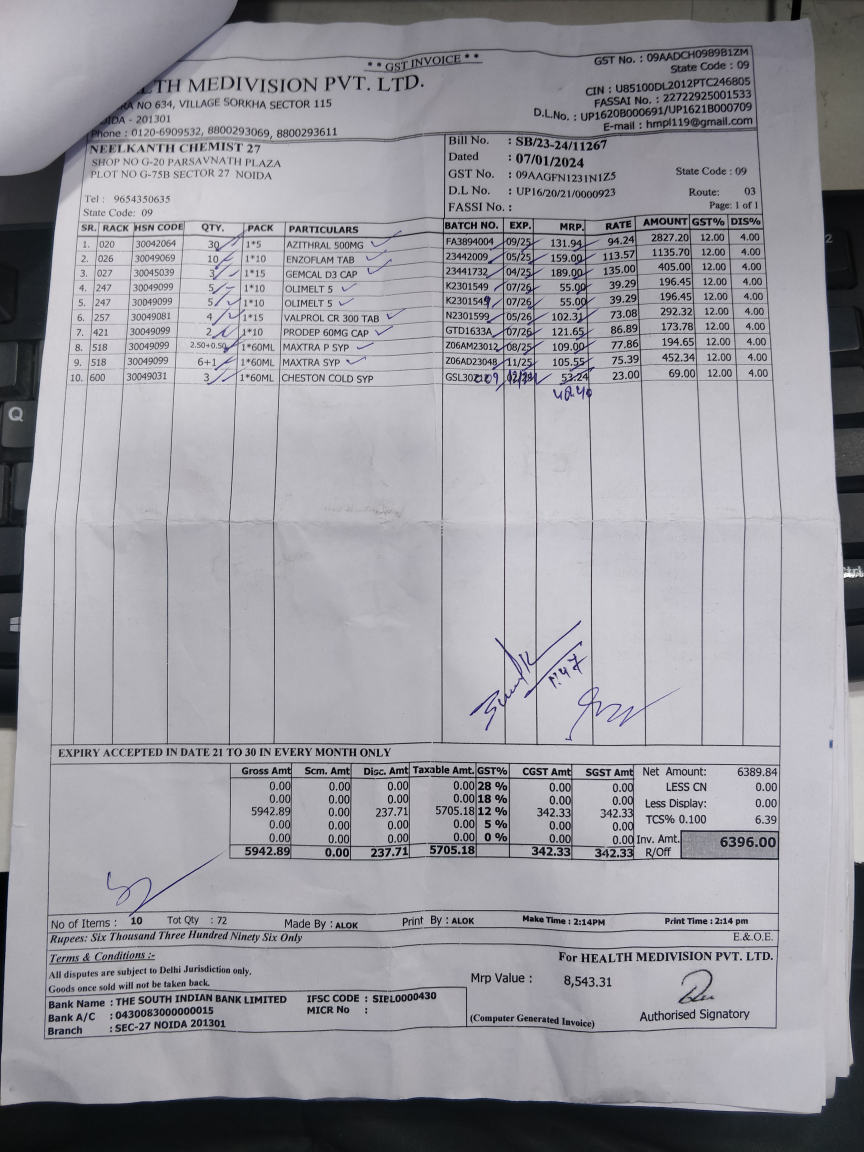 * * GST INVOICE * *
GST No. : 09AADCH0989B1ZM
State Code : 09
LTH MEDIVISION PVT. LTD.
CIN : U85100DL2012PTC246805
RA NO 634, VILLAGE SORKHA SECTOR 115
FASSAI No. : 22722925001533
IDA - 201301
D.L.No. : UP1620B000691/UP1621B000709
Phone : 0120-6909532, 8800293069, 8800293611
E-mail : hmpl119@gmail.com
NEELKANTH CHEMIST 27
SHOP NO G-20 PARSAVNATH PLAZA
PLOT NO G-75B SECTOR 27 NOIDA
Tel : 9654350635
State Code: 09
Bill No. : SB/23-24/11267
Dated : 07/01/2024
GST No. : 09AAGFN1231N1Z5 State Code : 09
D.L No. : UP16/20/21/0000923 Route: 03
FASSI No. : Page: 1 of 1
SR. RACK HSN CODE QTY. PACK PARTICULARS BATCH NO. EXP. MRP. RATE AMOUNT GST% DIS%
1. 020 30042064 30 1*5 AZITHRAL 500MG FA3894004 09/25 131.94 94.24 2827.20 12.00 4.00
2. 026 30049069 10 1*10 ENZOFLAM TAB 23442009 05/25 159.00 113.57 1135.70 12.00 4.00
3. 027 30045039 3 1*15 GEMCAL D3 CAP 23441732 04/25 189.00 135.00 405.00 12.00 4.00
4. 247 30049099 5 1*10 OLIMELT 5 K2301549 07/26 55.00 39.29 196.45 12.00 4.00
5. 247 30049099 5 1*10 OLIMELT 5 K2301549 07/26 55.00 39.29 196.45 12.00 4.00
6. 257 30049081 4 1*15 VALPROL CR 300 TAB N2301599 05/26 102.31 73.08 292.32 12.00 4.00
7. 421 30049099 2 1*10 PRODEP 60MG CAP GTD1633A 07/26 121.65 86.89 173.78 12.00 4.00
8. 518 30049099 2.50+0.50 1*60ML MAXTRA P SYP Z06AM23012 08/25 109.00 77.86 194.65 12.00 4.00
9. 518 30049099 6+1 1*60ML MAXTRA SYP Z06AD23048 11/25 105.55 75.39 452.34 12.00 4.00
10. 600 30049031 3 1*60ML CHESTON COLD SYP 53.24 23.00 69.00 12.00 4.00
EXPIRY ACCEPTED IN DATE 21 TO 30 IN EVERY MONTH ONLY
Gross Amt Scm. Amt Disc. Amt Taxable Amt. GST% CGST Amt SGST Amt
0.00 0.00 0.00 0.00 28 % 0.00 0.00
0.00 0.00 0.00 0.00 18 % 0.00 0.00
5942.89 0.00 237.71 5705.18 12 % 342.33 342.33
0.00 0.00 0.00 0.00 5 % 0.00 0.00
0.00 0.00 0.00 0.00 0 % 0.00 0.00
5942.89 0.00 237.71 5705.18 342.33 342.33
Net Amount: 6389.84
LESS CN 0.00
Less Display: 0.00
TCS% 0.100 6.39
Inv. Amt. 6396.00
R/Off
No of Items : 10 Tot Qty : 72 Made By : ALOK Print By : ALOK Make Time : 2:14PM Print Time : 2:14 pm
Rupees: Six Thousand Three Hundred Ninety Six Only E.&.O.E.
Terms & Conditions :-
All disputes are subject to Delhi Jurisdiction only.
Goods once sold will not be taken back.
Bank Name : THE SOUTH INDIAN BANK LIMITED IFSC CODE : SIBL0000430
Bank A/C : 0430083000000015 MICR No :
Branch : SEC-27 NOIDA 201301
For HEALTH MEDIVISION PVT. LTD.
Mrp Value : 8,543.31
(Computer Generated Invoice)
Authorised Signatory